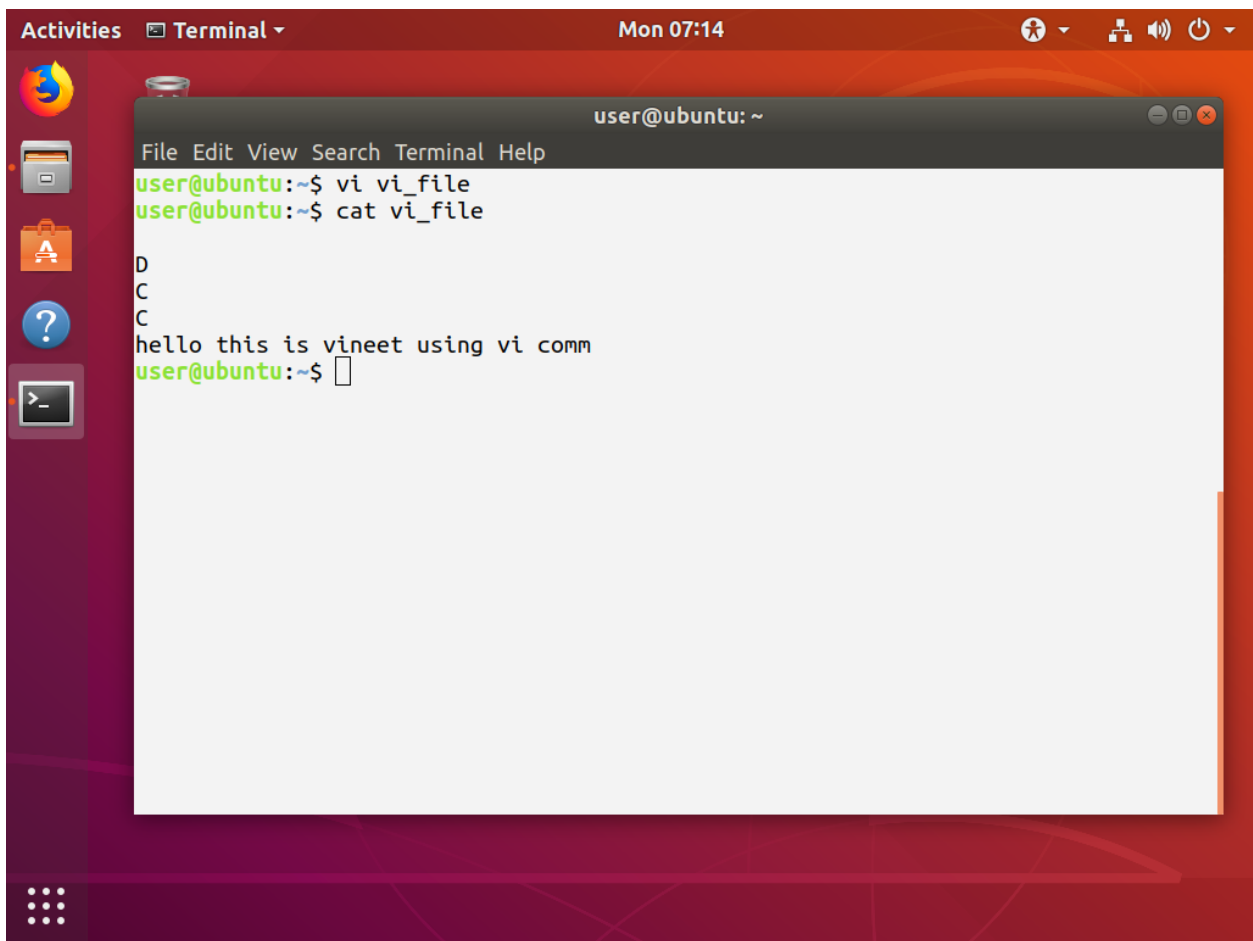 Activities Terminal Mon 07:14
user@ubuntu: ~
File Edit View Search Terminal Help
user@ubuntu:~$ vi vi_file
user@ubuntu:~$ cat vi_file
D
C
C
hello this is vineet using vi comm
user@ubuntu:~$